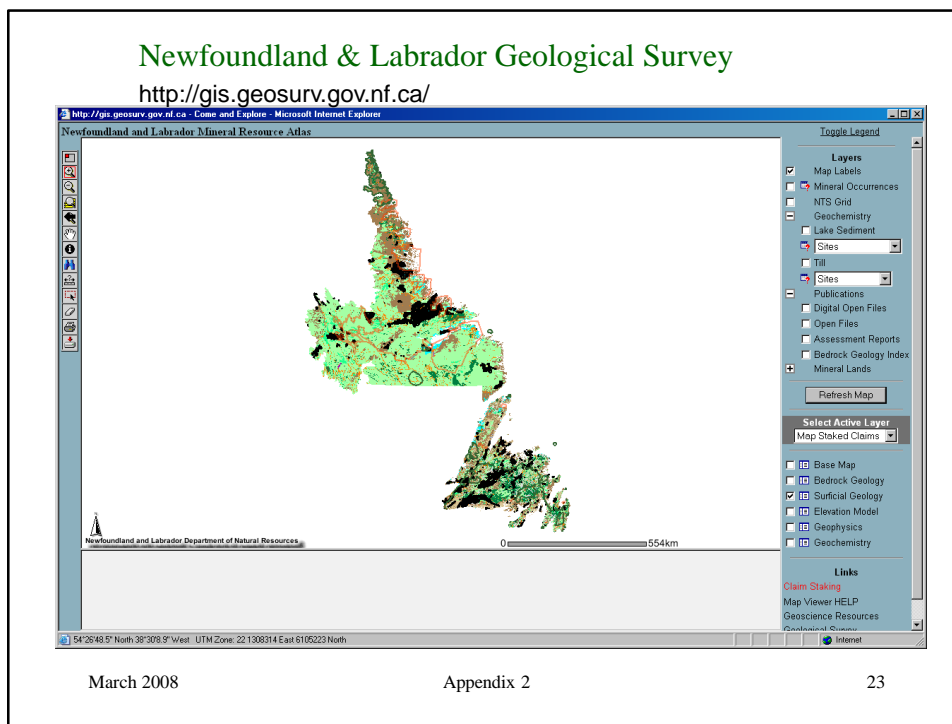 Newfoundland & Labrador Geological Survey
http://gis.geosurv.gov.nf.ca/
http://gis.geosurv.gov.nf.ca - Come and Explore - Microsoft Internet Explorer
Newfoundland and Labrador Mineral Resource Atlas
Toggle Legend
Layers
Map Labels
Mineral Occurrences
NTS Grid
Geochemistry
Lake Sediment
Sites
Till
Sites
Publications
Digital Open Files
Open Files
Assessment Reports
Bedrock Geology Index
Mineral Lands
Refresh Map
Select Active Layer
Map Staked Claims
Base Map
Bedrock Geology
Surficial Geology
Elevation Model
Geophysics
Geochemistry
Links
Claim Staking
Map Viewer HELP
Geoscience Resources
Geological Survey
Newfoundland and Labrador Department of Natural Resources
0 554km
54°26'48.5" North 38°30'8.9" West UTM Zone: 22 1308314 East 6105223 North
Internet
March 2008 Appendix 2 23